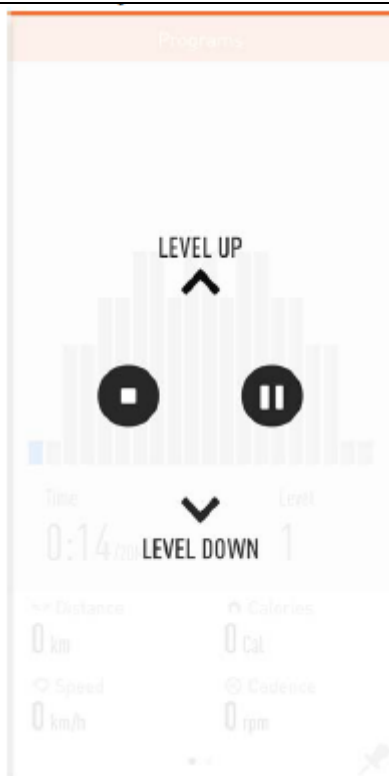 Programs
LEVEL UP
Time Level
0:14 1
LEVEL DOWN
Distance Calories
0 km 0 Cal
Speed Cadence
0 km/h 0 rpm